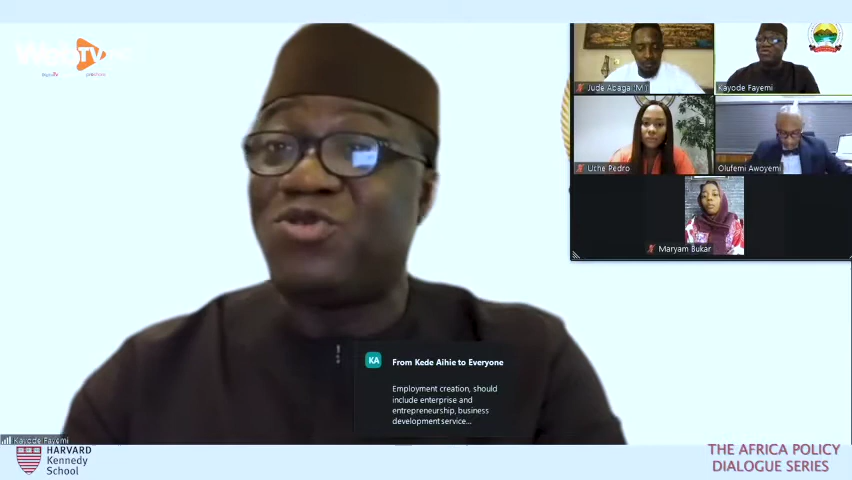 WebTV
Jude Abaga (M.I)
Kayode Fayemi
Uche Pedro
Olufemi Awoyemi
Maryam Bukar
KA
From Kede Aihie to Everyone
Employment creation, should
include enterprise and
entrepreneurship, business
development service...
Kayode Fayemi
HARVARD
Kennedy
School
THE AFRICA POLICY
DIALOGUE SERIES